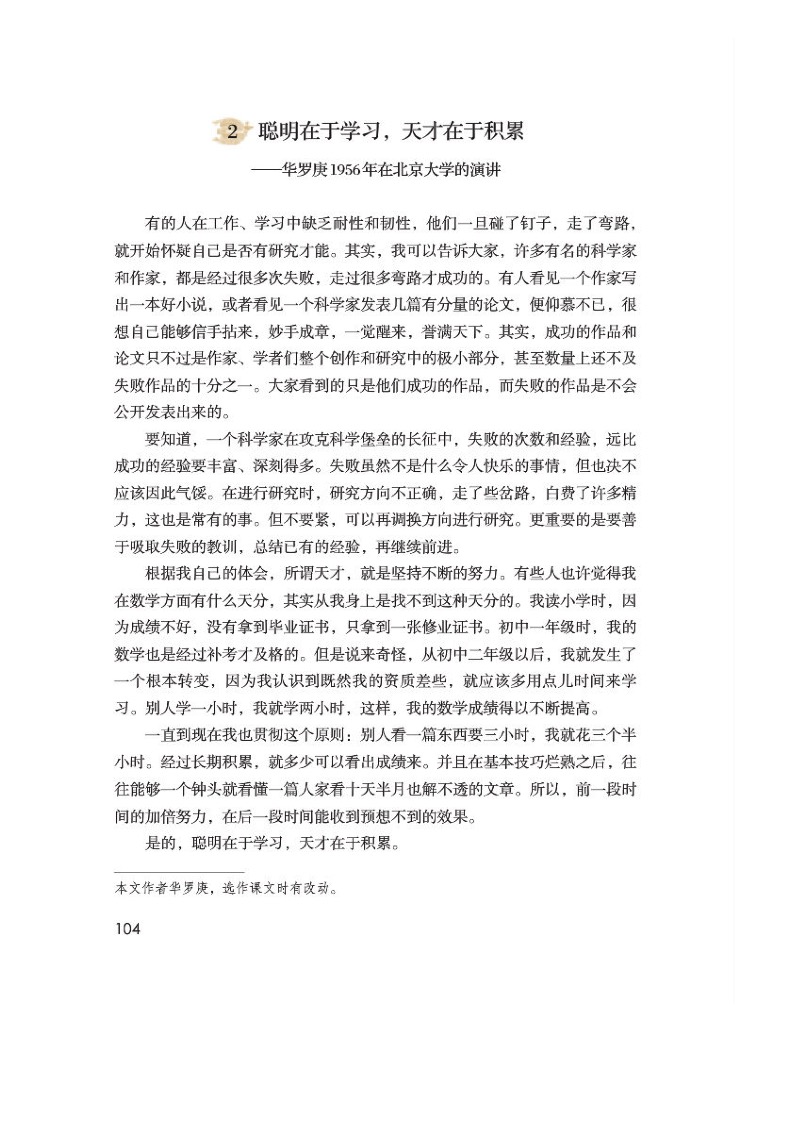 2 聪明在于学习，天才在于积累
——华罗庚1956年在北京大学的演讲
有的人在工作、学习中缺乏耐性和韧性，他们一旦碰了钉子，走了弯路，
就开始怀疑自己是否有研究才能。其实，我可以告诉大家，许多有名的科学家
和作家，都是经过很多次失败，走过很多弯路才成功的。有人看见一个作家写
出一本好小说，或者看见一个科学家发表几篇有分量的论文，便仰慕不已，很
想自己能够信手拈来，妙手成章，一觉醒来，誉满天下。其实，成功的作品和
论文只不过是作家、学者们整个创作和研究中的极小部分，甚至数量上还不及
失败作品的十分之一。大家看到的只是他们成功的作品，而失败的作品是不会
公开发表出来的。
要知道，一个科学家在攻克科学堡垒的长征中，失败的次数和经验，远比
成功的经验要丰富、深刻得多。失败虽然不是什么令人快乐的事情，但也决不
应该因此气馁。在进行研究时，研究方向不正确，走了些岔路，白费了许多精
力，这也是常有的事。但不要紧，可以再调换方向进行研究。更重要的是要善
于吸取失败的教训，总结已有的经验，再继续前进。
根据我自己的体会，所谓天才，就是坚持不断的努力。有些人也许觉得我
在数学方面有什么天分，其实从我身上是找不到这种天分的。我读小学时，因
为成绩不好，没有拿到毕业证书，只拿到一张修业证书。初中一年级时，我的
数学也是经过补考才及格的。但是说来奇怪，从初中二年级以后，我就发生了
一个根本转变，因为我认识到既然我的资质差些，就应该多用点儿时间来学
习。别人学一小时，我就学两小时，这样，我的数学成绩得以不断提高。
一直到现在我也贯彻这个原则：别人看一篇东西要三小时，我就花三个半
小时。经过长期积累，就多少可以看出成绩来。并且在基本技巧烂熟之后，往
往能够一个钟头就看懂一篇人家看十天半月也解不透的文章。所以，前一段时
间的加倍努力，在后一段时间能收到预想不到的效果。
是的，聪明在于学习，天才在于积累。
本文作者华罗庚，选作课文时有改动。
104